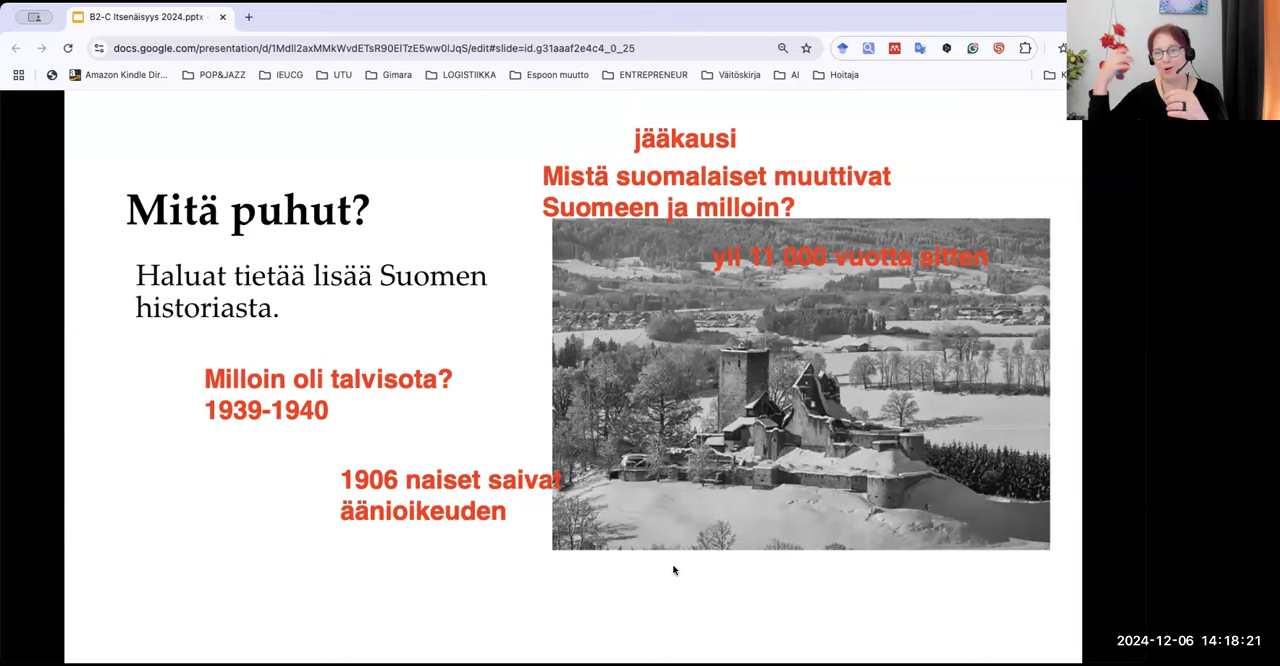 B2-C Itsenäisyys 2024.pptx
docs.google.com/presentation/d/1MdIl2axMMkWvdETsR90ElTzE5ww0lJqS/edit#slide=id.g31aaaf2e4c4_0_25
Amazon Kindle Dir... POP&JAZZ IEUCG UTU Gimara LOGISTIIKKA Espoon muutto ENTREPRENEUR Väitöskirja AI Hoitaja
jääkausi
Mistä suomalaiset muuttivat
Suomeen ja milloin?
Mitä puhut?
yli 11 000 vuotta sitten
Haluat tietää lisää Suomen
historiasta.
Milloin oli talvisota?
1939-1940
1906 naiset saivat
äänioikeuden
2024-12-06 14:18:21